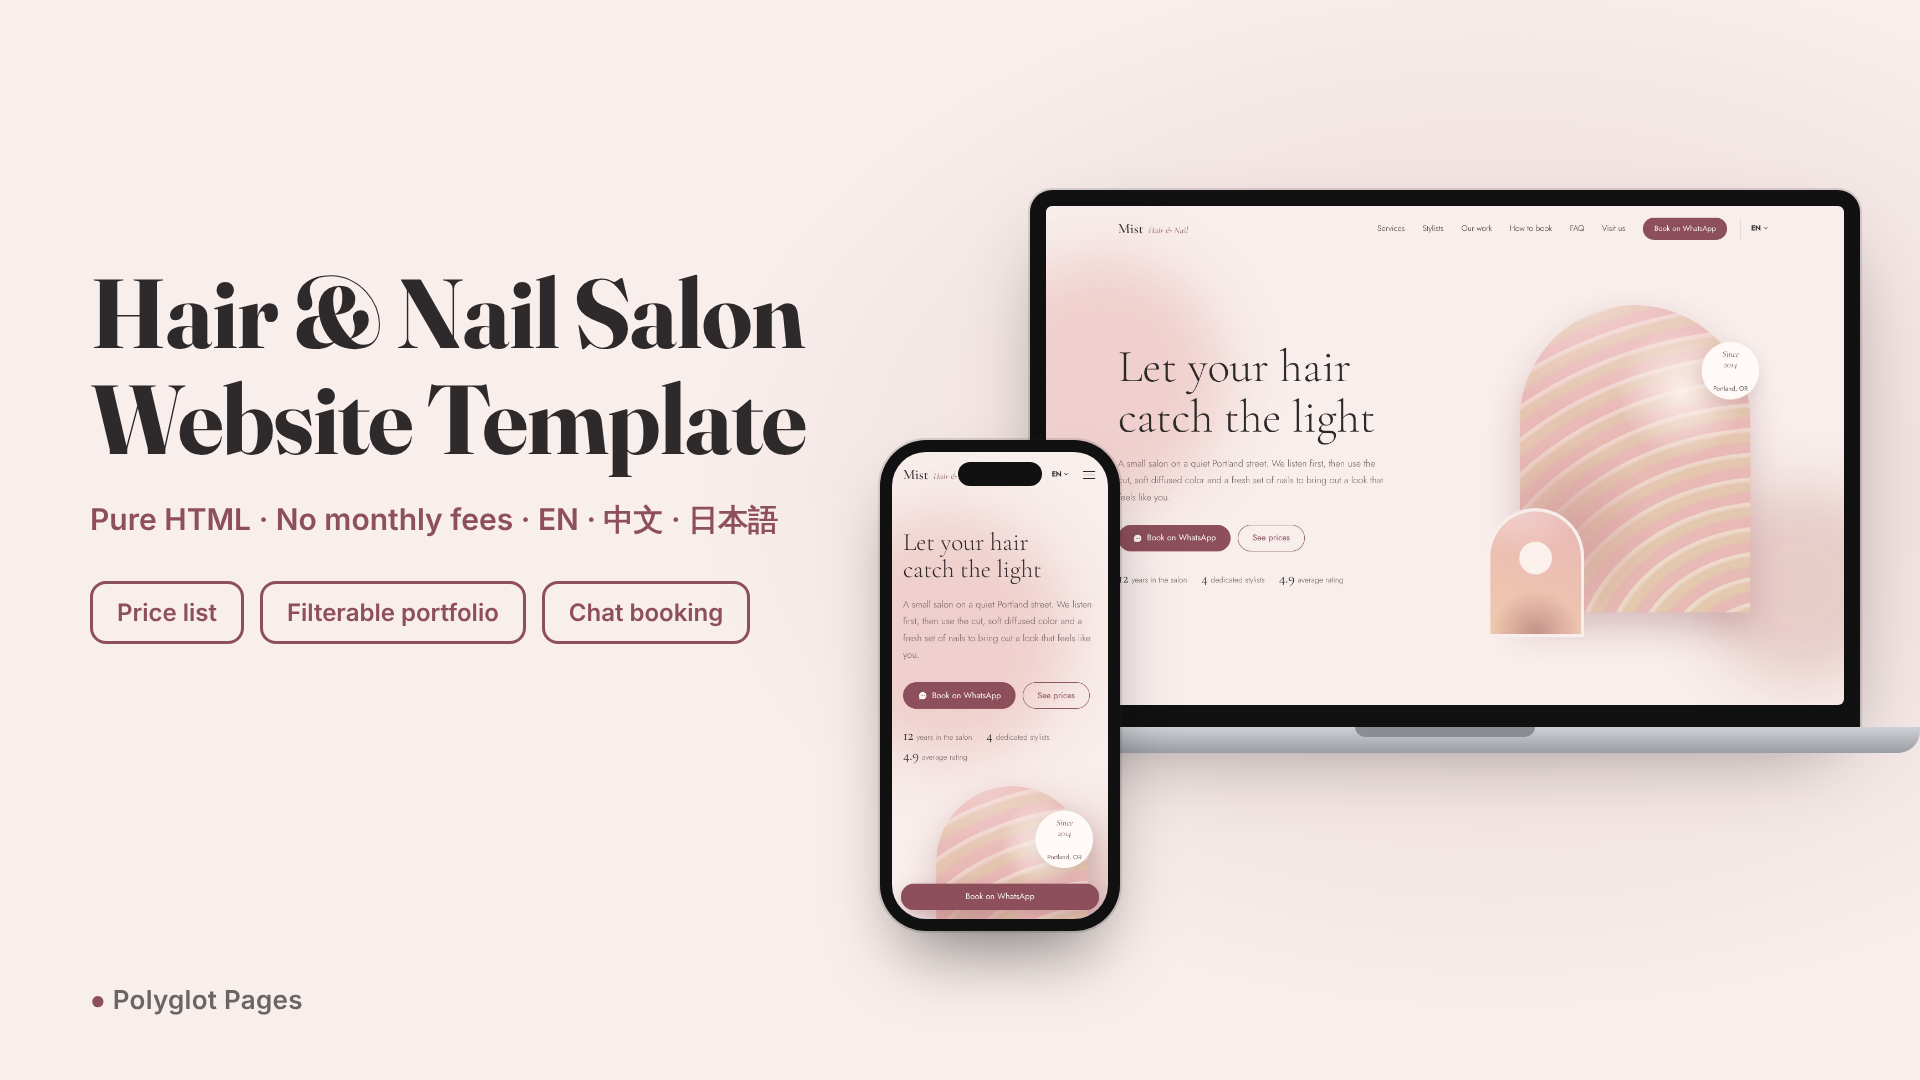 Hair & Nail Salon
Website Template
Pure HTML · No monthly fees · EN · 中文 · 日本語
Price list
Filterable portfolio
Chat booking
Polyglot Pages
Mist Hair & Nail
Services
Stylists
Our work
How to book
FAQ
Visit us
Book on WhatsApp
EN
Let your hair
catch the light
A small salon on a quiet Portland street. We listen first, then use the
cut, soft diffused color and a fresh set of nails to bring out a look that
feels like you.
Book on WhatsApp
See prices
12 years in the salon
4 dedicated stylists
4.9 average rating
Since
2014
Portland, OR
Mist Hair &
EN
Let your hair
catch the light
A small salon on a quiet Portland street. We listen
first, then use the cut, soft diffused color and a
fresh set of nails to bring out a look that feels like
you.
Book on WhatsApp
See prices
12 years in the salon
4 dedicated stylists
4.9 average rating
Since
2014
Portland, OR
Book on WhatsApp